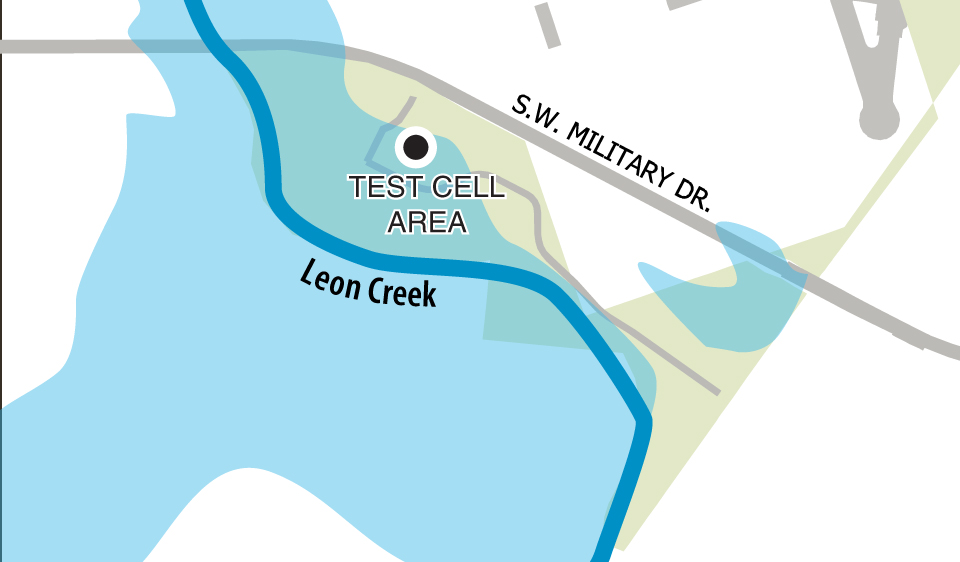 S.W. MILITARY DR.
TEST CELL
AREA
Leon Creek